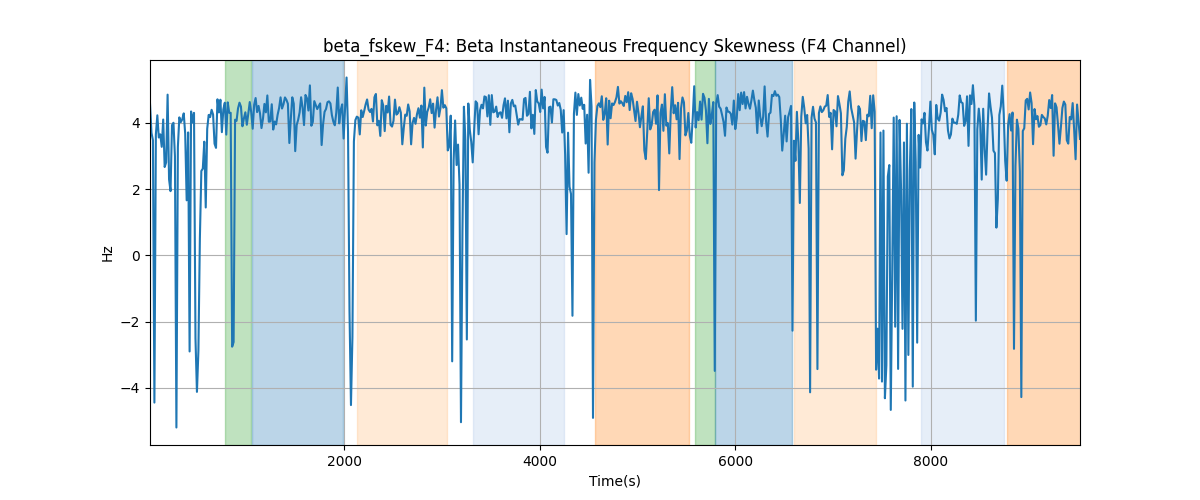 beta_fskew_F4: Beta Instantaneous Frequency Skewness (F4 Channel)
4
2
0
−2
−4
Hz
2000 4000 6000 8000
Time(s)